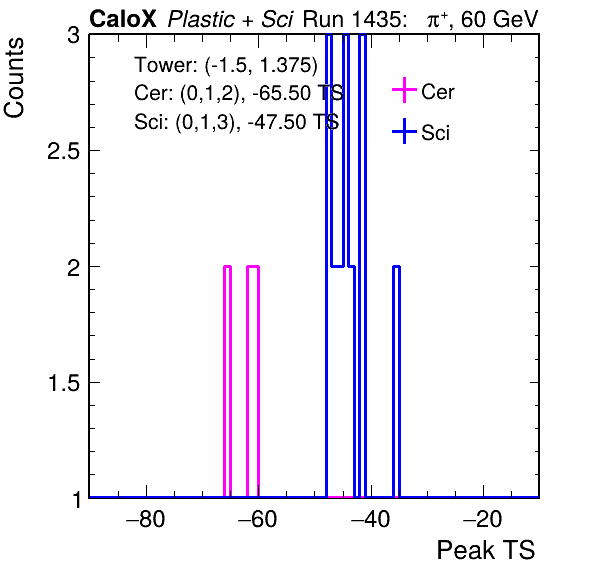 CaloX Plastic + Sci Run 1435: π⁺, 60 GeV
Counts
Tower: (-1.5, 1.375)
Cer: (0,1,2), -65.50 TS
Sci: (0,1,3), -47.50 TS
Cer
Sci
3
2.5
2
1.5
1
−80 −60 −40 −20
Peak TS